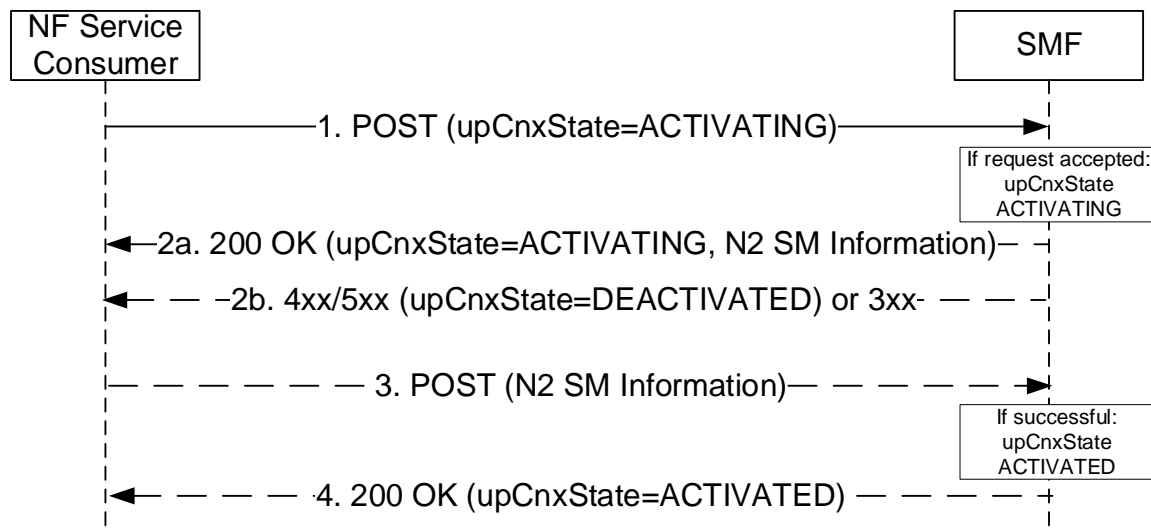 NF Service
Consumer
SMF
1. POST (upCnxState=ACTIVATING)
If request accepted:
upCnxState
ACTIVATING
2a. 200 OK (upCnxState=ACTIVATING, N2 SM Information)
2b. 4xx/5xx (upCnxState=DEACTIVATED) or 3xx
3. POST (N2 SM Information)
If successful:
upCnxState
ACTIVATED
4. 200 OK (upCnxState=ACTIVATED)